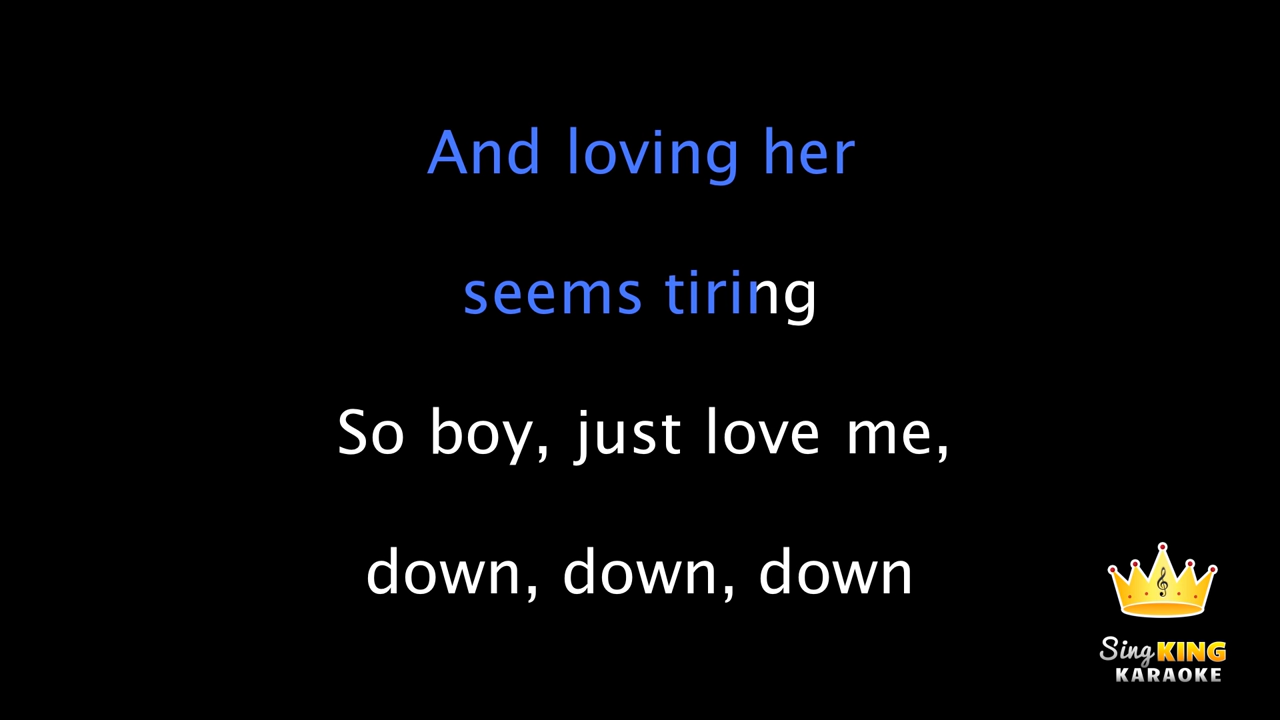 And loving her
seems tiring
So boy, just love me,
down, down, down
Sing KING
KARAOKE